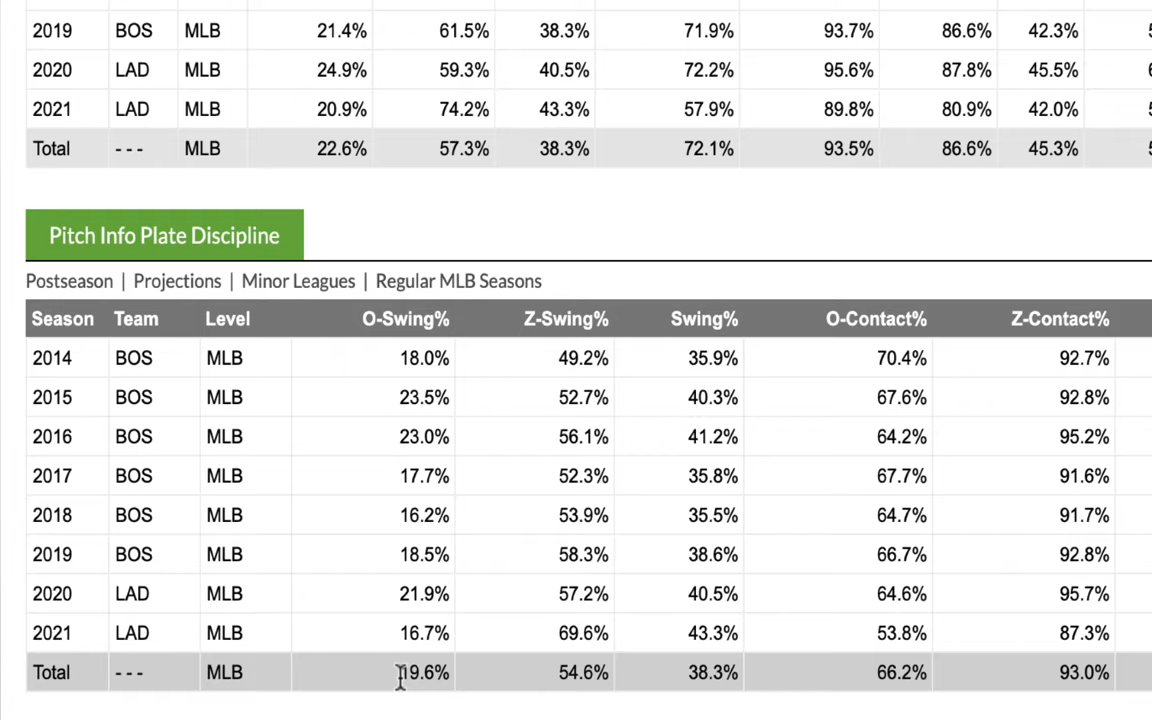 2019 BOS MLB 21.4% 61.5% 38.3% 71.9% 93.7% 86.6% 42.3%
2020 LAD MLB 24.9% 59.3% 40.5% 72.2% 95.6% 87.8% 45.5%
2021 LAD MLB 20.9% 74.2% 43.3% 57.9% 89.8% 80.9% 42.0%
Total --- MLB 22.6% 57.3% 38.3% 72.1% 93.5% 86.6% 45.3%
Pitch Info Plate Discipline
Postseason | Projections | Minor Leagues | Regular MLB Seasons
Season Team Level O-Swing% Z-Swing% Swing% O-Contact% Z-Contact%
2014 BOS MLB 18.0% 49.2% 35.9% 70.4% 92.7%
2015 BOS MLB 23.5% 52.7% 40.3% 67.6% 92.8%
2016 BOS MLB 23.0% 56.1% 41.2% 64.2% 95.2%
2017 BOS MLB 17.7% 52.3% 35.8% 67.7% 91.6%
2018 BOS MLB 16.2% 53.9% 35.5% 64.7% 91.7%
2019 BOS MLB 18.5% 58.3% 38.6% 66.7% 92.8%
2020 LAD MLB 21.9% 57.2% 40.5% 64.6% 95.7%
2021 LAD MLB 16.7% 69.6% 43.3% 53.8% 87.3%
Total --- MLB 19.6% 54.6% 38.3% 66.2% 93.0%